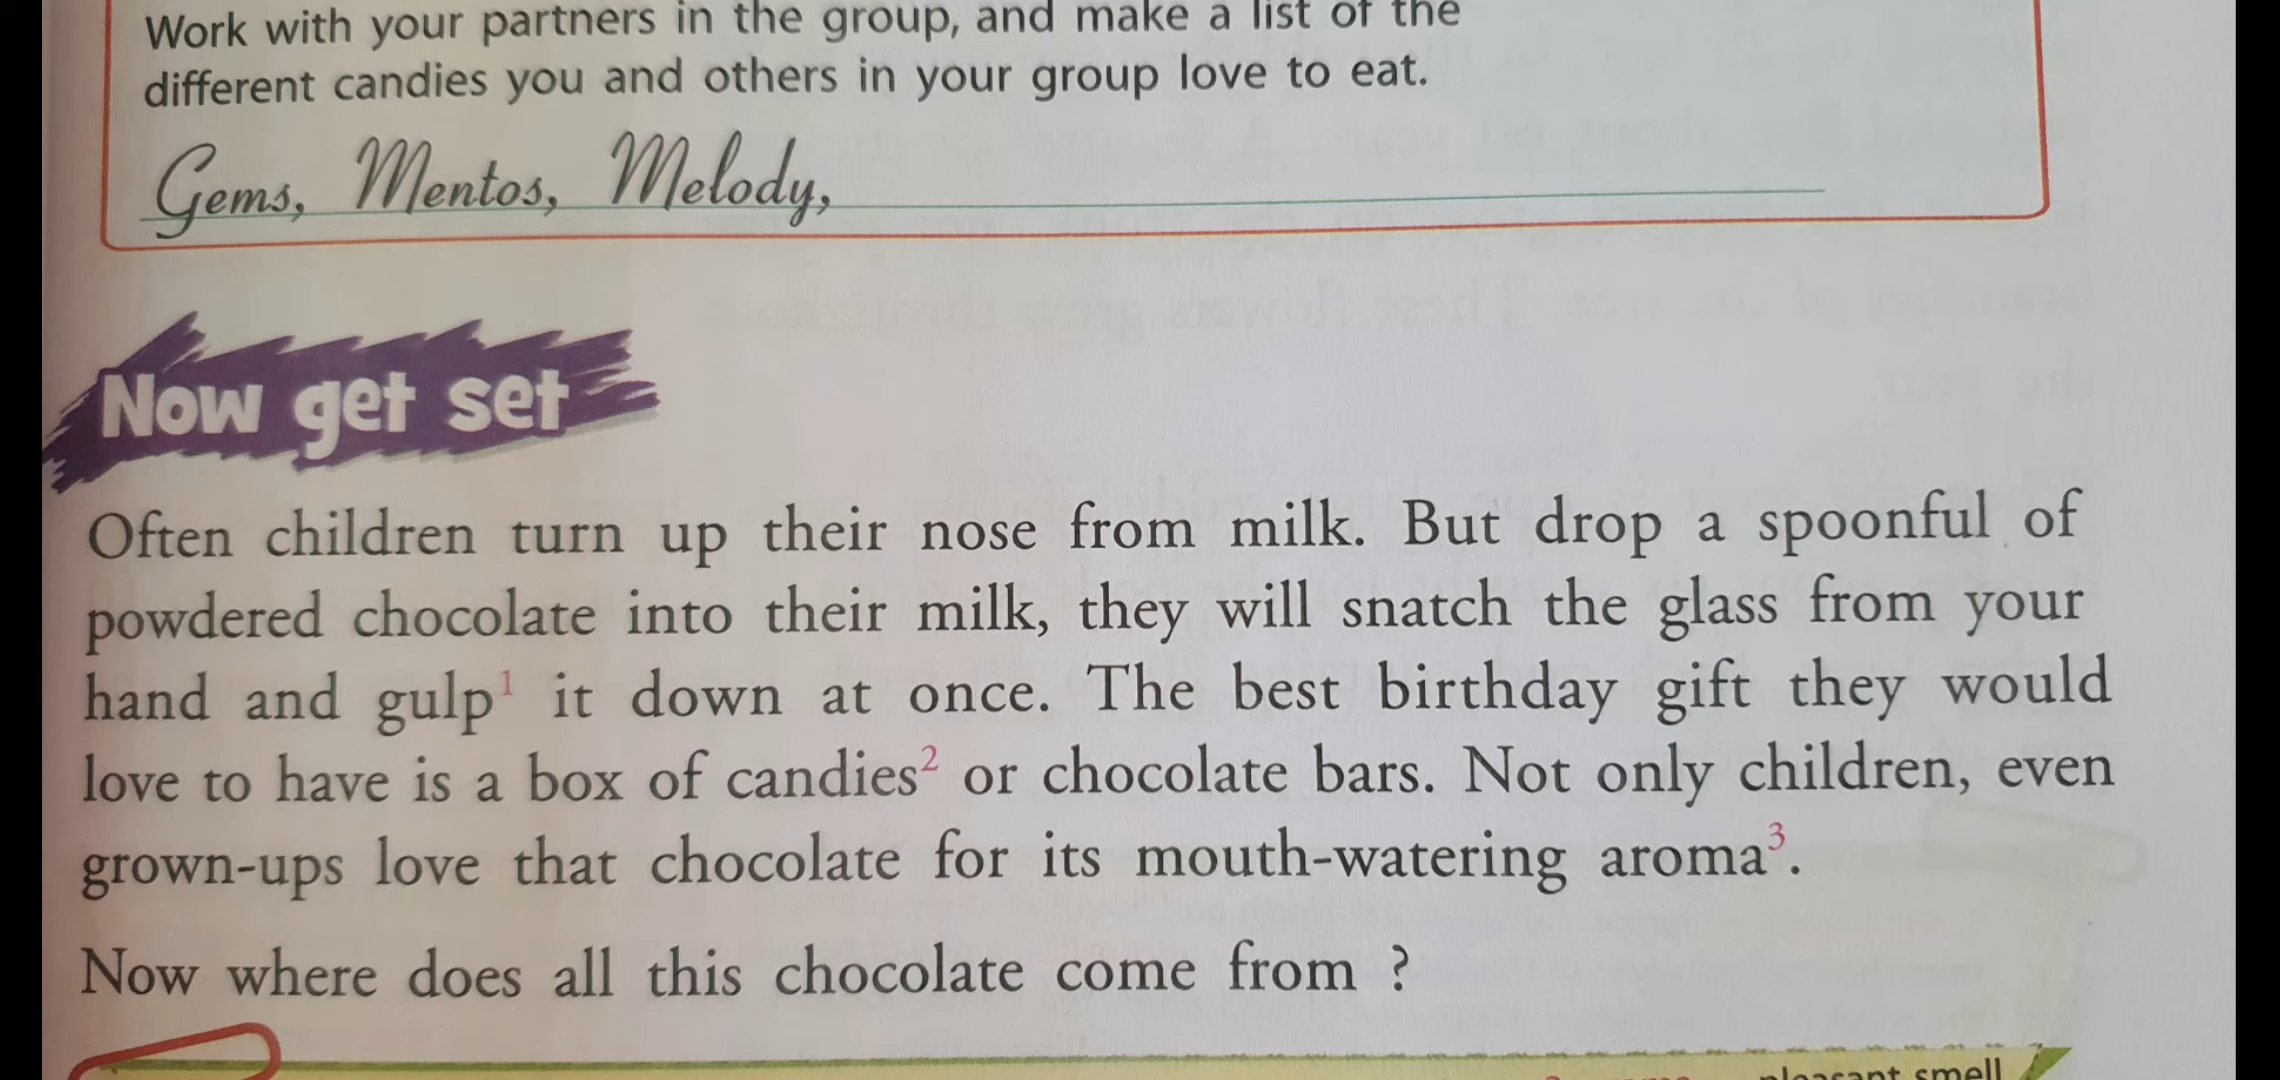 Work with your partners in the group, and make a list of the
different candies you and others in your group love to eat.
Gems, Mentos, Melody,
Now get set
Often children turn up their nose from milk. But drop a spoonful of
powdered chocolate into their milk, they will snatch the glass from your
hand and gulp¹ it down at once. The best birthday gift they would
love to have is a box of candies² or chocolate bars. Not only children, even
grown-ups love that chocolate for its mouth-watering aroma³.
Now where does all this chocolate come from ?
pleasant smell